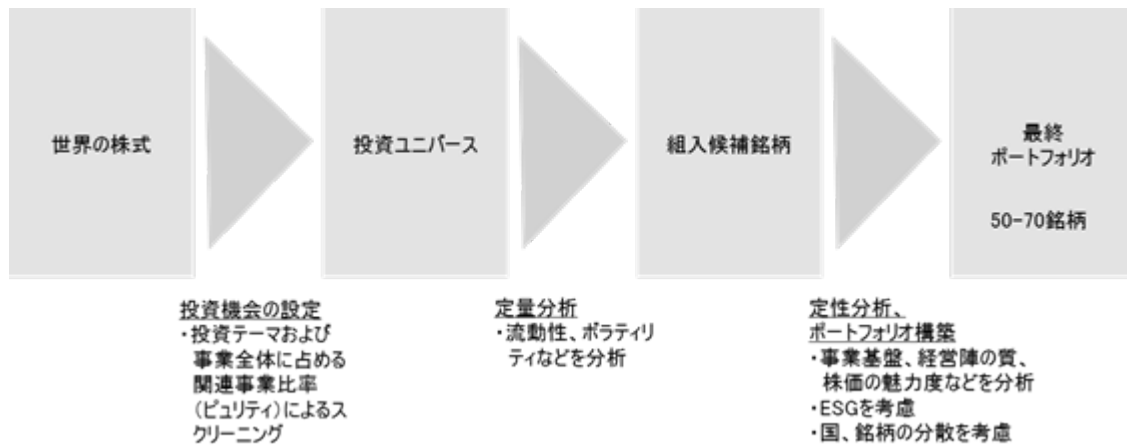 世界の株式
投資ユニバース
組入候補銘柄
最終
ポートフォリオ
50-70銘柄
投資機会の設定
・投資テーマおよび
事業全体に占める
関連事業比率
(ピュリティ)によるス
クリーニング
定量分析
・流動性、ボラティリ
ティなどを分析
定性分析、
ポートフォリオ構築
・事業基盤、経営陣の質、
株価の魅力度などを分析
・ESGを考慮
・国、銘柄の分散を考慮